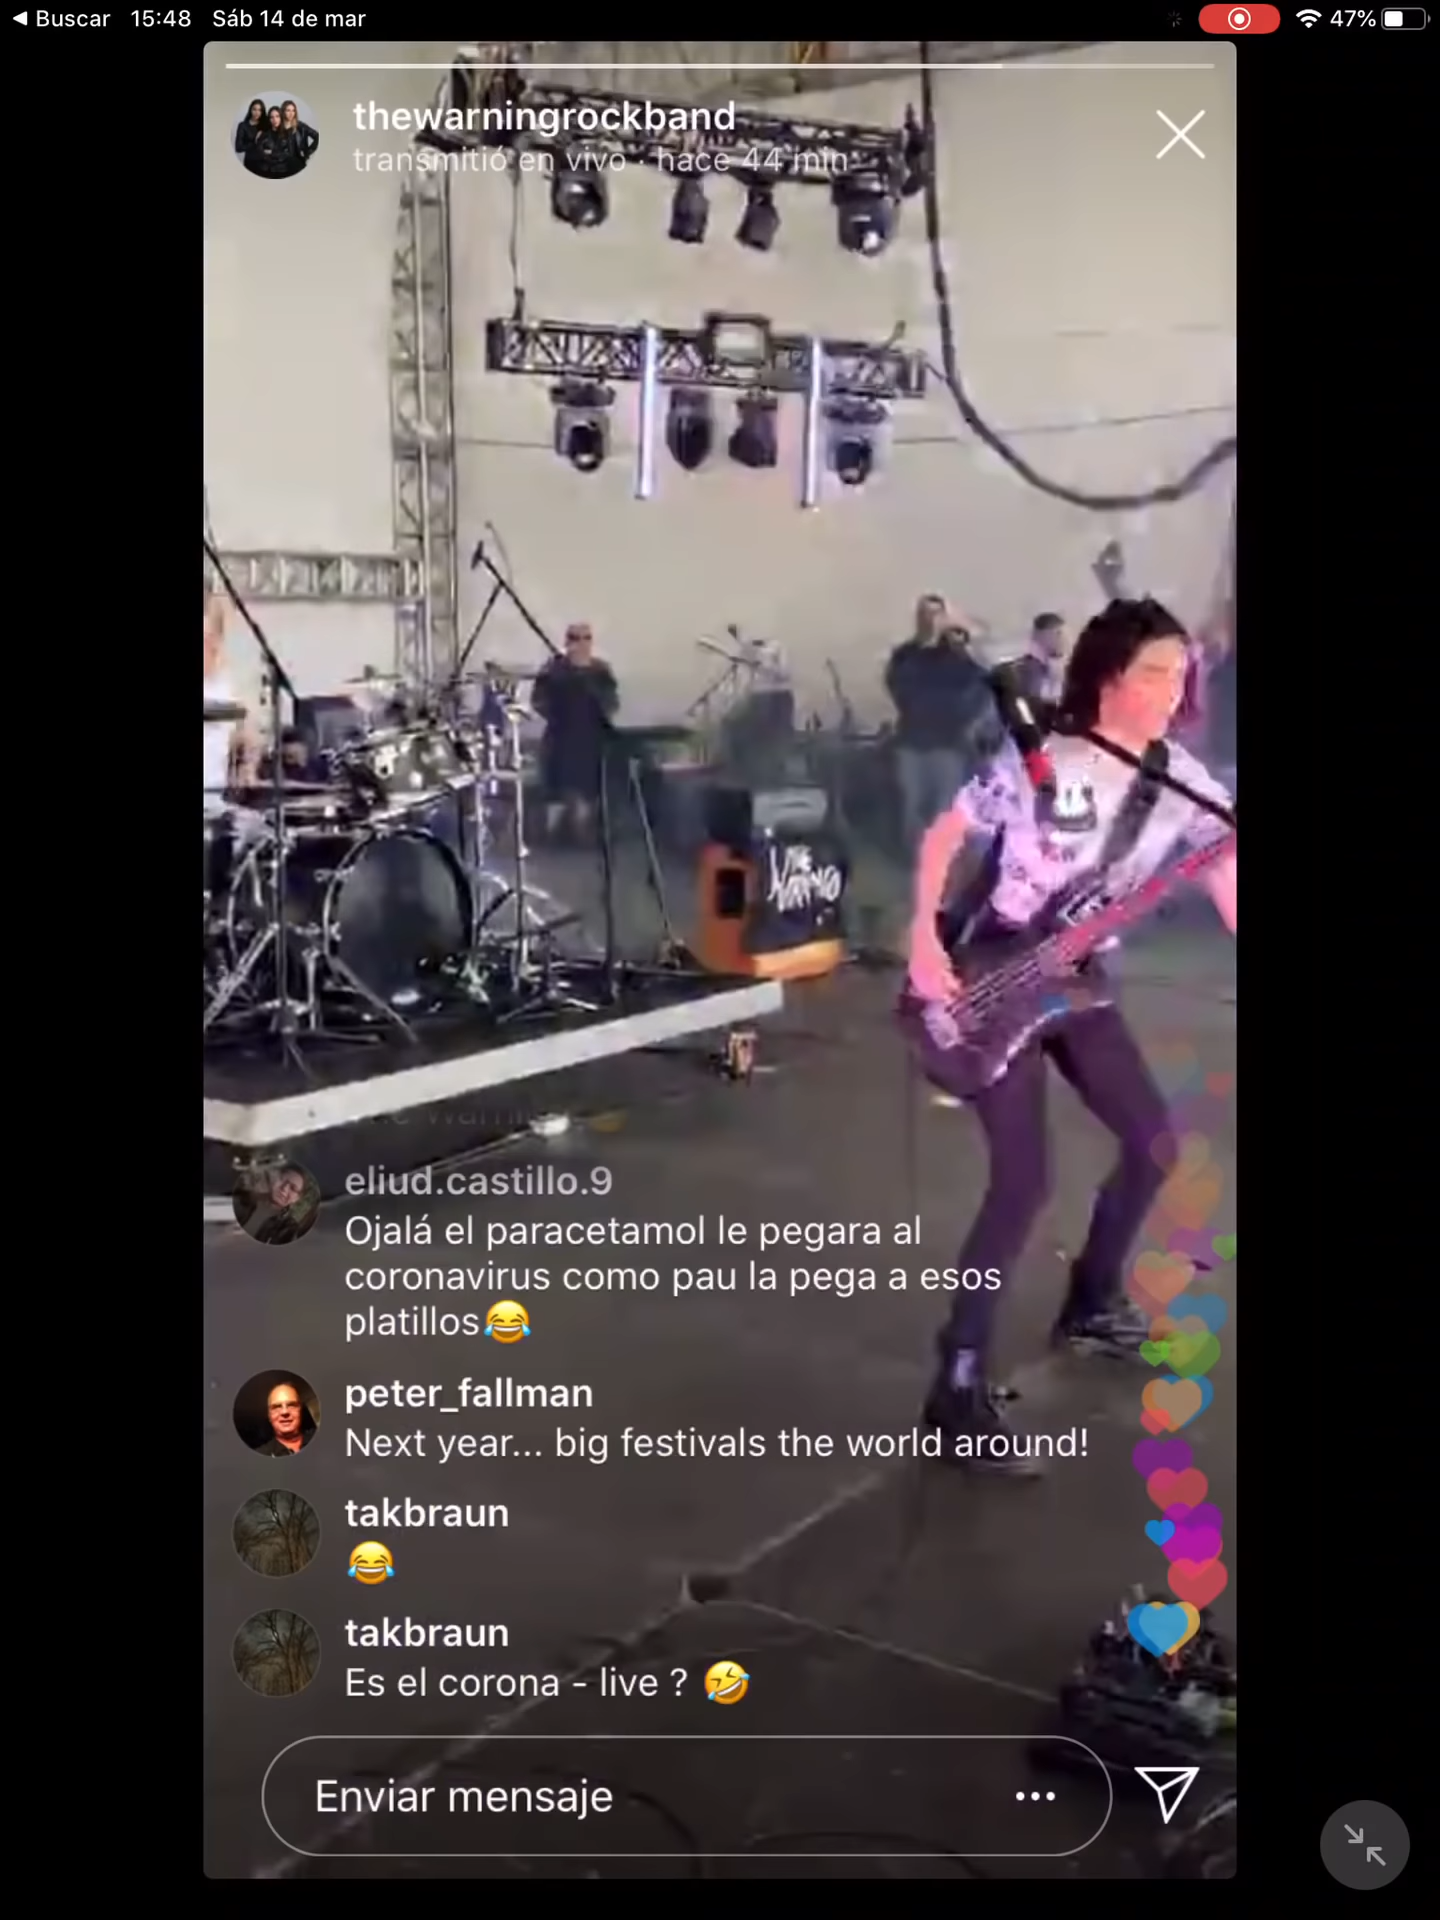 ◀ Buscar 15:48 Sáb 14 de mar 47%
thewarningrockband
transmitió en vivo · hace 44 min
eliud.castillo.9
Ojalá el paracetamol le pegara al
coronavirus como pau la pega a esos
platillos😂
peter_fallman
Next year... big festivals the world around!
takbraun
😂
takbraun
Es el corona - live ? 🤣
Enviar mensaje